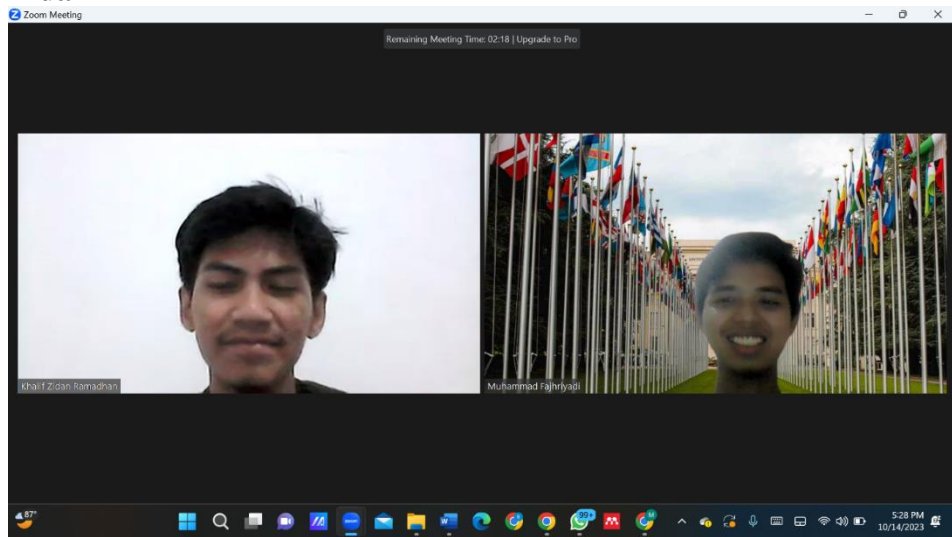 Zoom Meeting
Remaining Meeting Time: 02:18 | Upgrade to Pro
Khalif Zidan Ramadhan
Muhammad Fajhriyadi
87°
99+
M
5:28 PM
10/14/2023